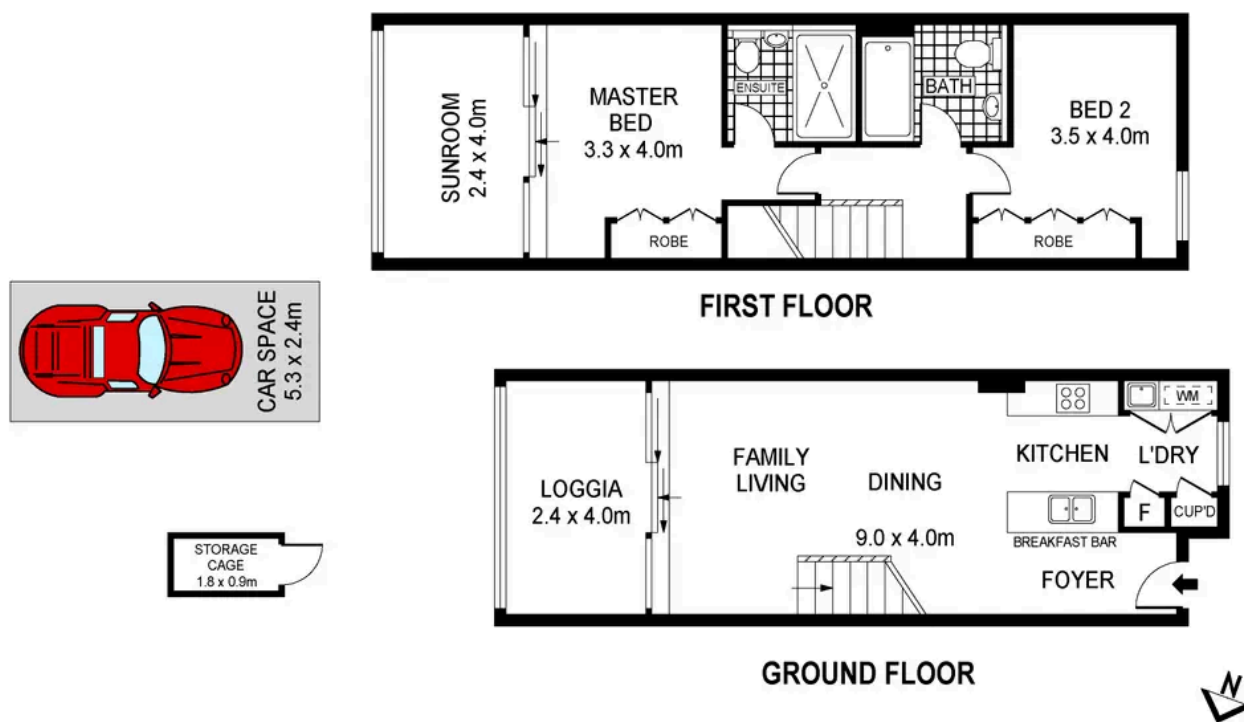 SUNROOM
2.4 x 4.0m
MASTER
BED
3.3 x 4.0m
ENSUITE
BATH
BED 2
3.5 x 4.0m
ROBE
ROBE
FIRST FLOOR
CAR SPACE
5.3 x 2.4m
STORAGE
CAGE
1.8 x 0.9m
LOGGIA
2.4 x 4.0m
FAMILY
LIVING
DINING
9.0 x 4.0m
KITCHEN
L'DRY
WM
F
CUP'D
BREAKFAST BAR
FOYER
GROUND FLOOR
N